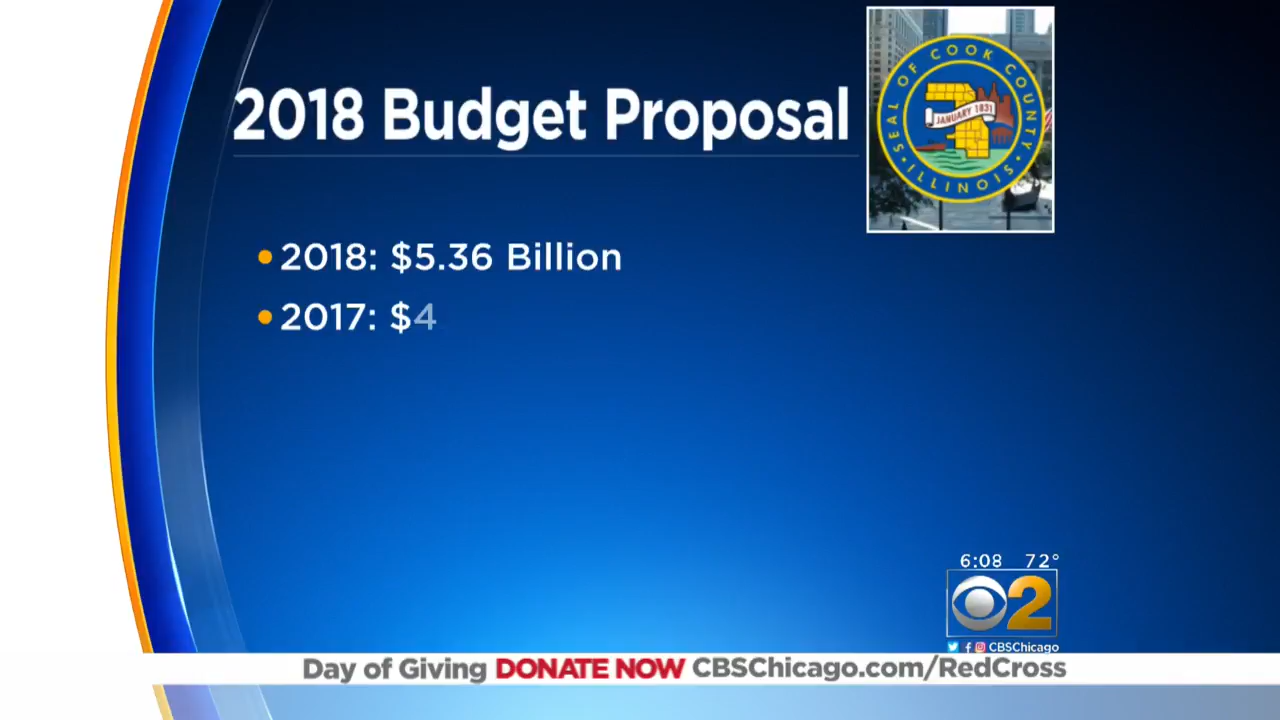 2018 Budget Proposal
SEAL OF COOK COUNTY
JANUARY 1831
ILLINOIS
2018: $5.36 Billion
2017: $4
6:08 72°
2
CBSChicago
Day of Giving DONATE NOW CBSChicago.com/RedCross